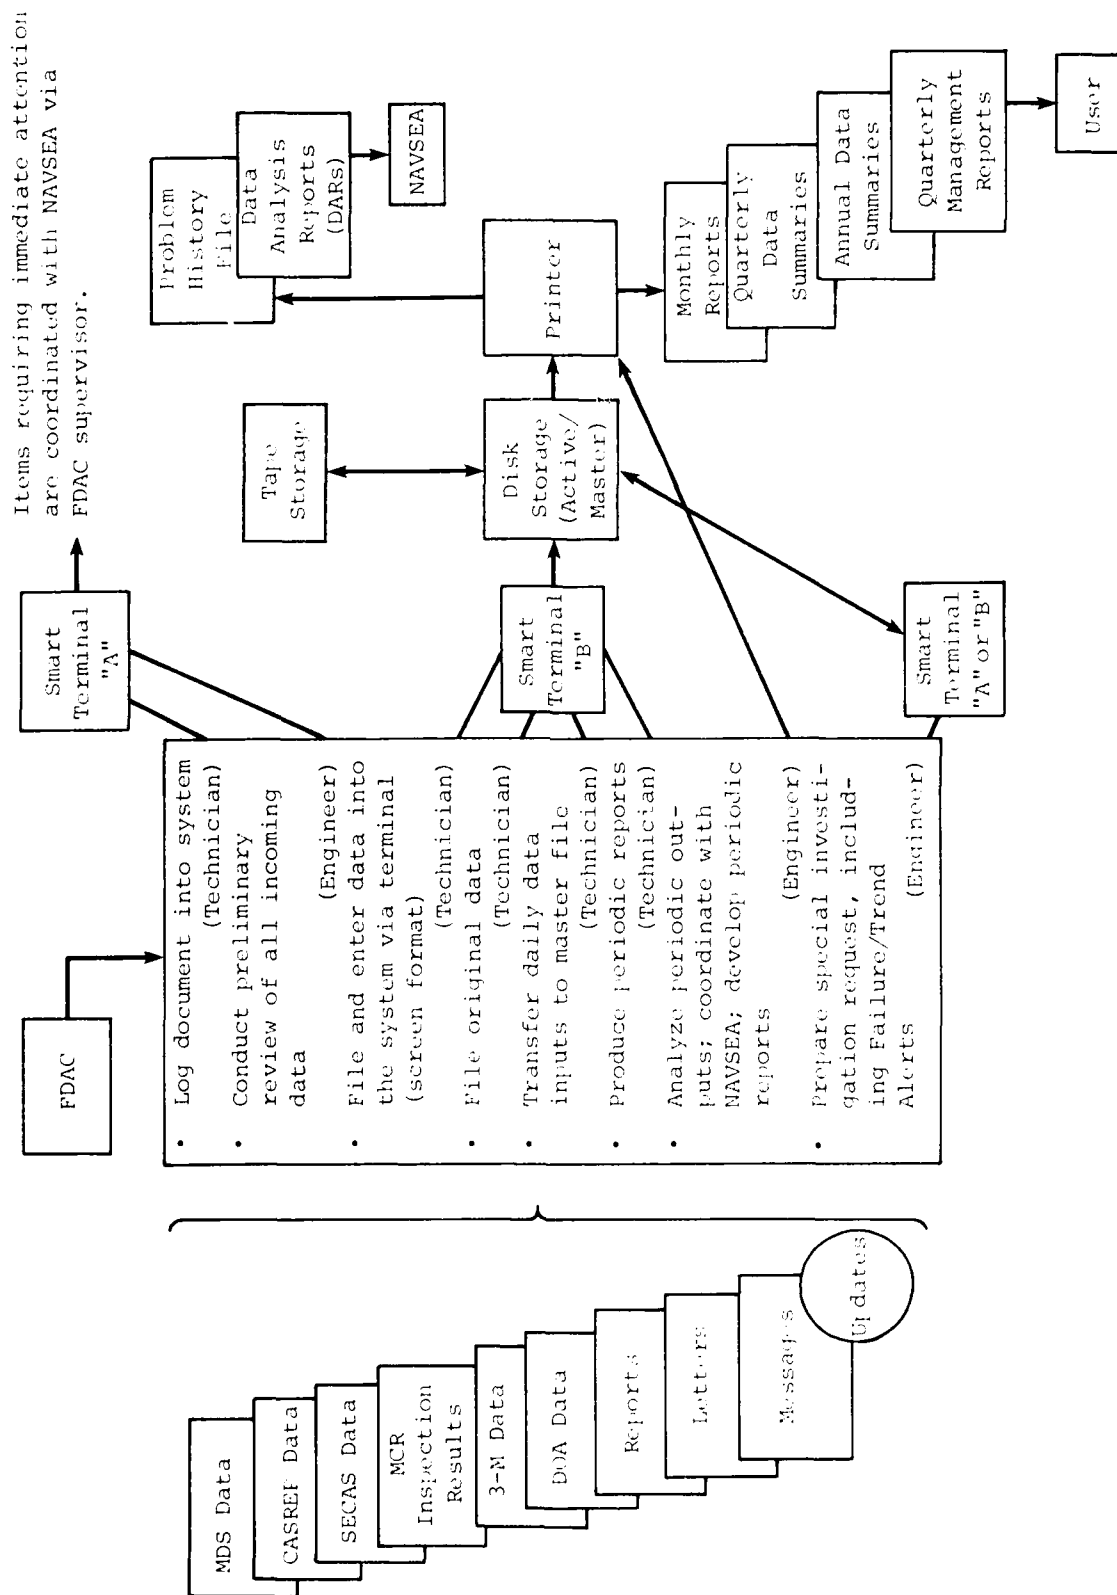 MDS Data
CASREP Data
SECAS Data
MCR
Inspection
Results
3-M Data
DOA Data
Reports
Letters
Messages
Updates
FDAC
• Log document into system
(Technician)
• Conduct preliminary
review of all incoming
data
(Engineer)
• File and enter data into
the system via terminal
(screen format)
(Technician)
• File original data
(Technician)
• Transfer daily data
inputs to master file
(Technician)
• Produce periodic reports
(Technician)
• Analyze periodic out-
puts; coordinate with
NAVSEA; develop periodic
reports
(Engineer)
• Prepare special investi-
gation request, includ-
ing Failure/Trend
Alerts
(Engineer)
Smart
Terminal
"A"
Items requiring immediate attention
are coordinated with NAVSEA via
FDAC supervisor.
Smart
Terminal
"B"
Smart
Terminal
"A" or "B"
Tape
Storage
Disk
Storage
(Active/
Master)
Printer
Problem
History
File
Data
Analysis
Reports
(DARs)
NAVSEA
Monthly
Reports
Quarterly
Data
Summaries
Annual Data
Summaries
Quarterly
Management
Reports
User